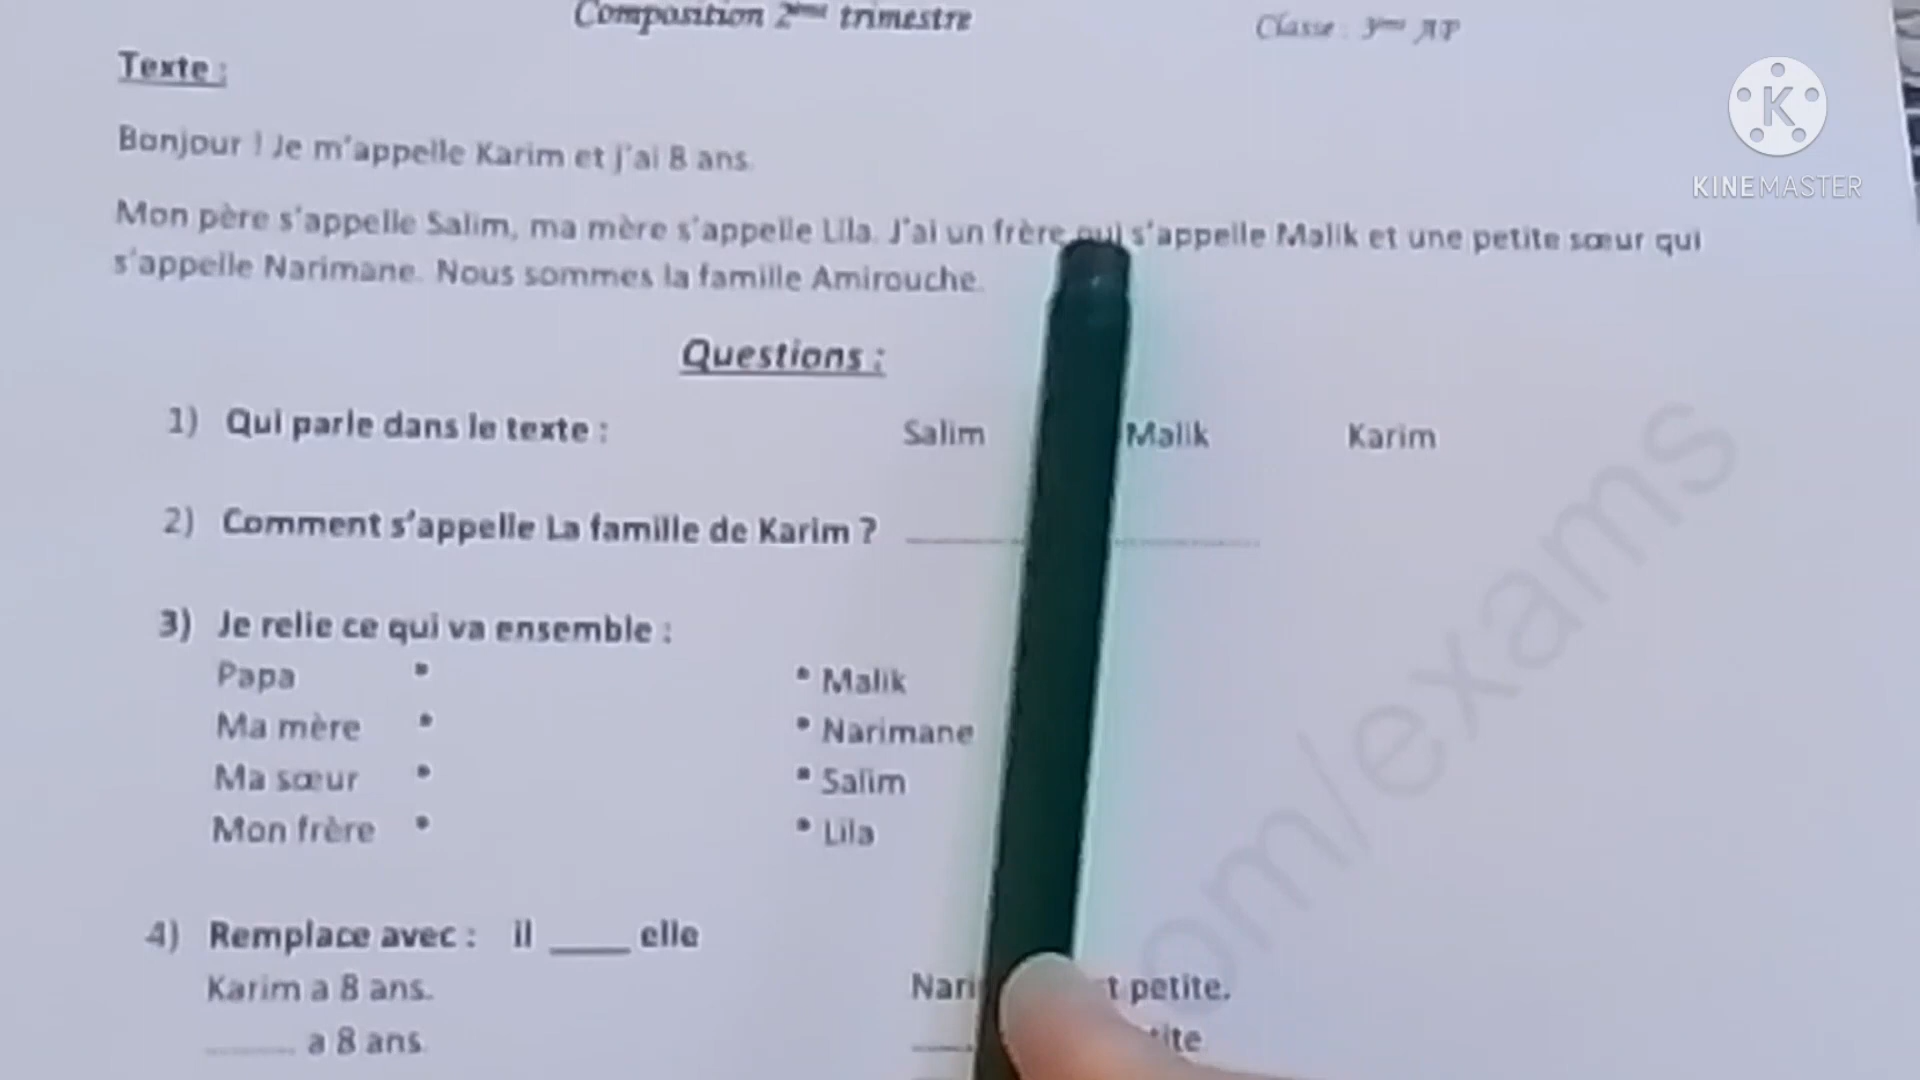 Composition 2ème trimestre Classe : 3ème AP
Texte :
KINEMASTER
Bonjour ! Je m'appelle Karim et j'ai 8 ans.
Mon père s'appelle Salim, ma mère s'appelle Lila. J'ai un frère qui s'appelle Malik et une petite sœur qui
s'appelle Narimane. Nous sommes la famille Amirouche.
Questions :
1) Qui parle dans le texte : Salim Malik Karim
2) Comment s'appelle La famille de Karim ? ____________
3) Je relie ce qui va ensemble :
Papa • • Malik
Ma mère • • Narimane
Ma sœur • • Salim
Mon frère • • Lila
4) Remplace avec : il ____ elle
Karim a 8 ans. petite.
______ a 8 ans. ____
om/exams